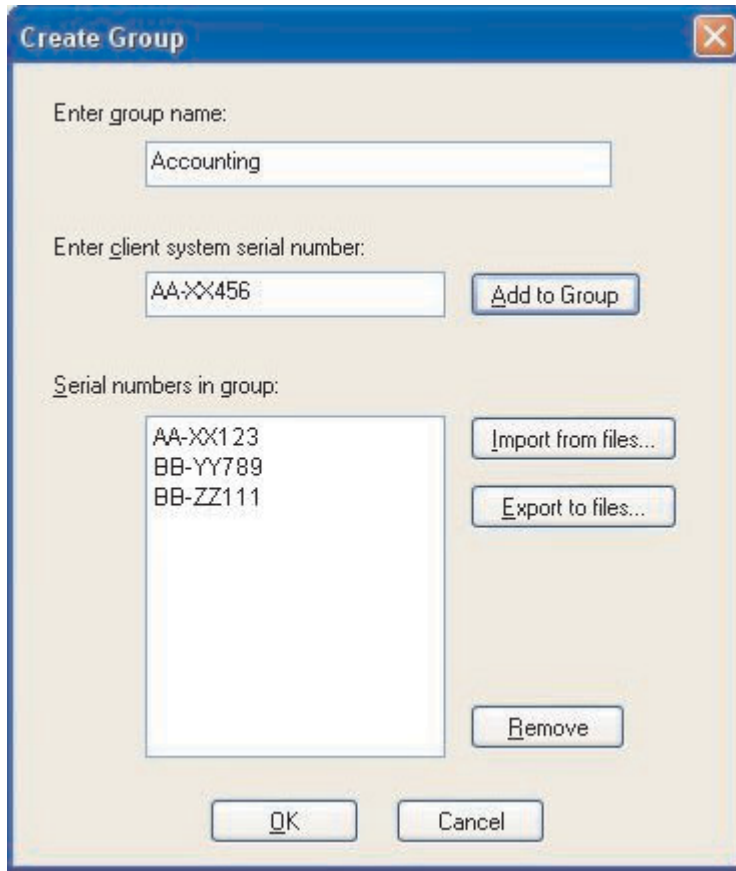 Create Group
Enter group name:
Accounting
Enter client system serial number:
AA-XX456
Add to Group
Serial numbers in group:
AA-XX123
BB-YY789
BB-ZZ111
Import from files...
Export to files...
Remove
OK
Cancel